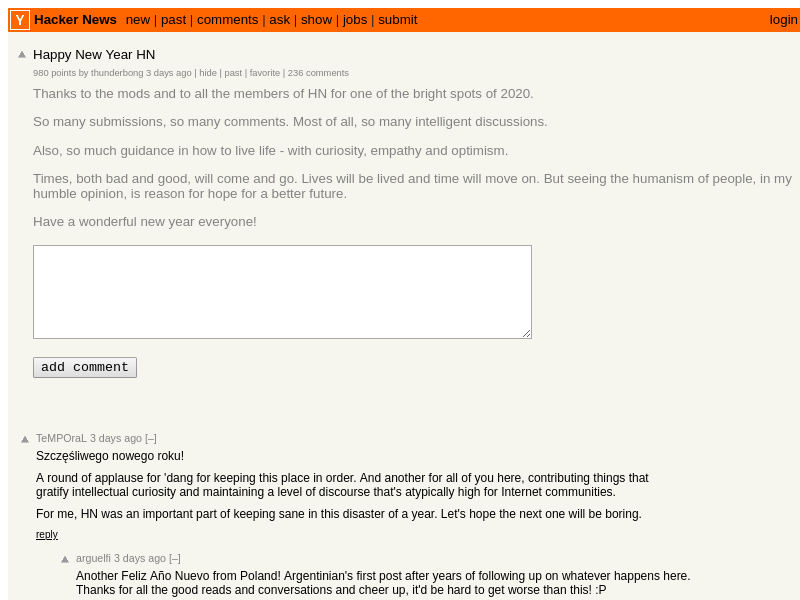 Y Hacker News new | past | comments | ask | show | jobs | submit login
Happy New Year HN
980 points by thunderbong 3 days ago | hide | past | favorite | 236 comments
Thanks to the mods and to all the members of HN for one of the bright spots of 2020.
So many submissions, so many comments. Most of all, so many intelligent discussions.
Also, so much guidance in how to live life - with curiosity, empathy and optimism.
Times, both bad and good, will come and go. Lives will be lived and time will move on. But seeing the humanism of people, in my
humble opinion, is reason for hope for a better future.
Have a wonderful new year everyone!
add comment
TeMPOraL 3 days ago [–]
Szczęśliwego nowego roku!
A round of applause for 'dang for keeping this place in order. And another for all of you here, contributing things that
gratify intellectual curiosity and maintaining a level of discourse that's atypically high for Internet communities.
For me, HN was an important part of keeping sane in this disaster of a year. Let's hope the next one will be boring.
reply
arguelfi 3 days ago [–]
Another Feliz Año Nuevo from Poland! Argentinian's first post after years of following up on whatever happens here.
Thanks for all the good reads and conversations and cheer up, it'd be hard to get worse than this! :P